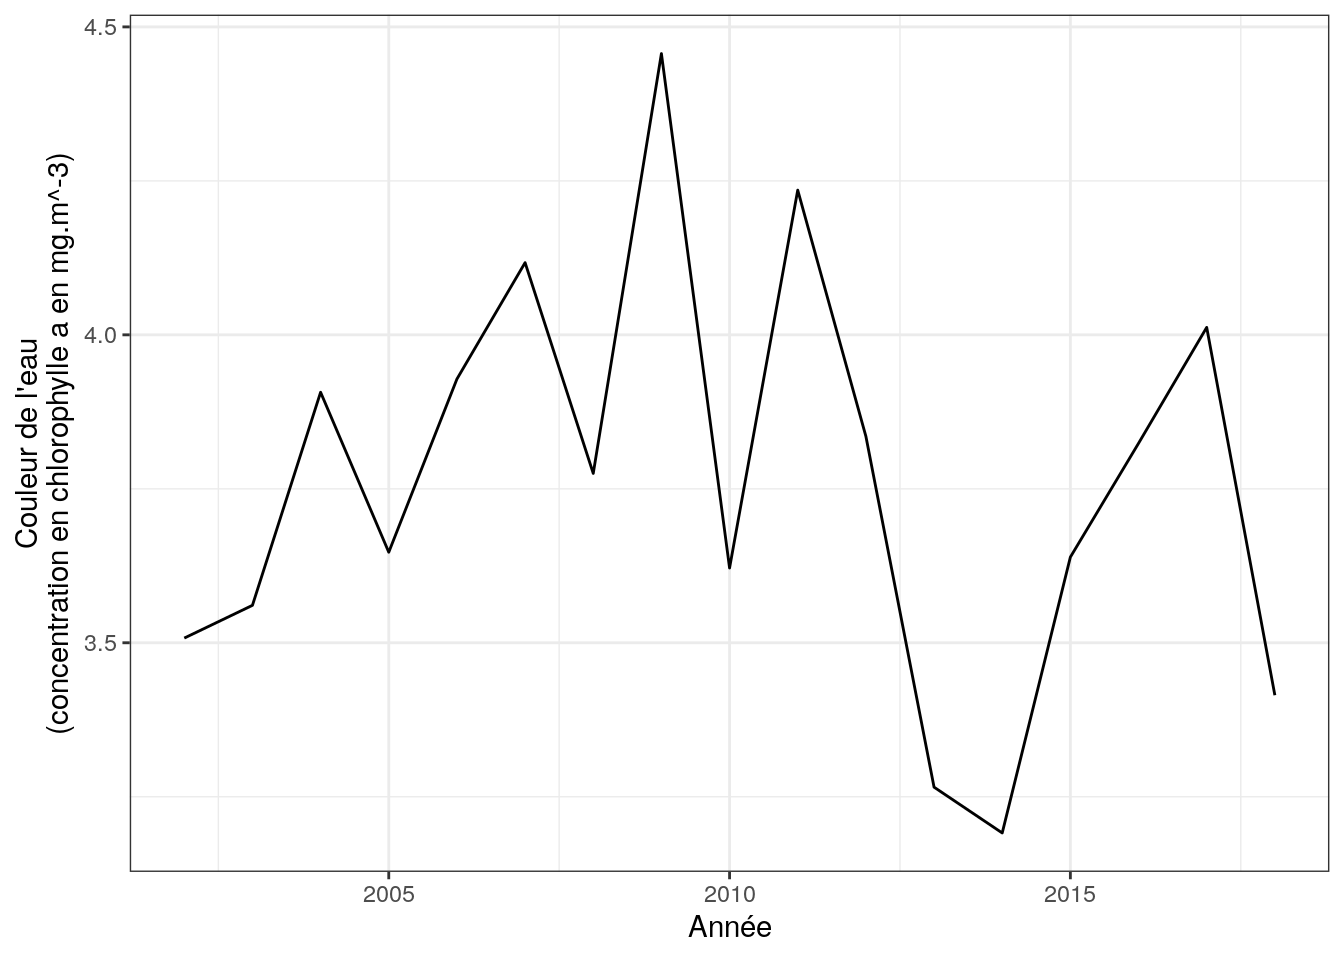 Couleur de l'eau
(concentration en chlorophylle a en mg.m^-3)
4.5
4.0
3.5
2005
2010
2015
Année